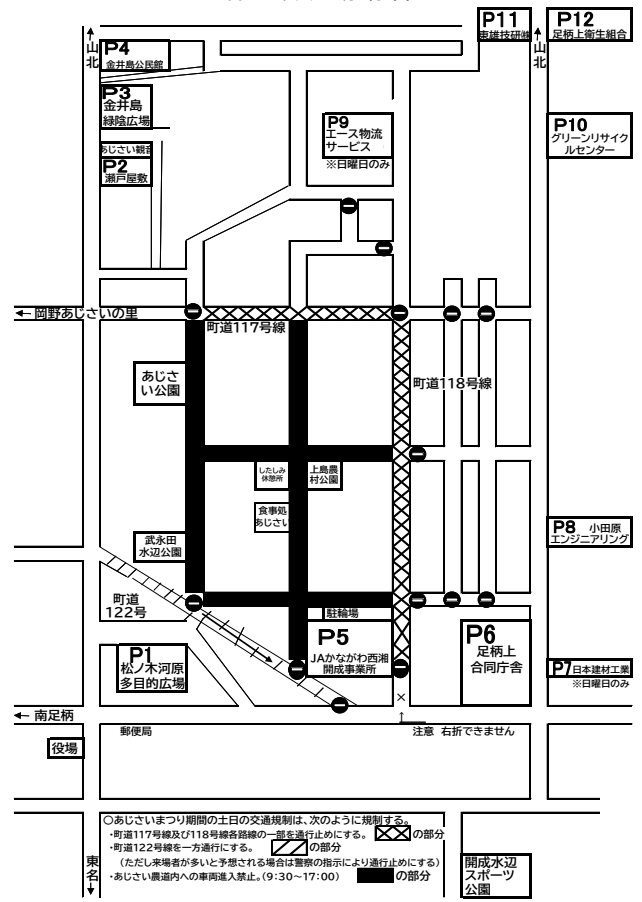 P11
東雄技研㈱
P12
足柄上衛生組合
↑山北
P4
金井島公民館
↑山北
P3
金井島
緑陰広場
P9
エース物流
サービス
※日曜日のみ
P10
グリーンリサイク
ルセンター
あじさい観音
P2
瀬戸屋敷
← 岡野あじさいの里
町道117号線
あじさ
い公園
町道118号線
したしみ
休憩所
上島農
村公園
食事処
あじさい
武永田
水辺公園
P8 小田原
エンジニアリング
町道
122号
駐輪場
P1
松ノ木河原
多目的広場
P5
JAかながわ西湘
開成事業所
P6
足柄上
合同庁舎
P7日本建材工業
※日曜日のみ
×
← 南足柄
郵便局
注意 右折できません
役場
〇あじさいまつり期間の土日の交通規制は、次のように規制する。
・町道117号線及び118号線各路線の一部を通行止めにする。 の部分
・町道122号線を一方通行にする。 の部分
(ただし来場者が多いと予想される場合は警察の指示により通行止めにする)
・あじさい農道内への車両進入禁止。(9:30~17:00) の部分
東名↓
開成水辺
スポーツ
公園